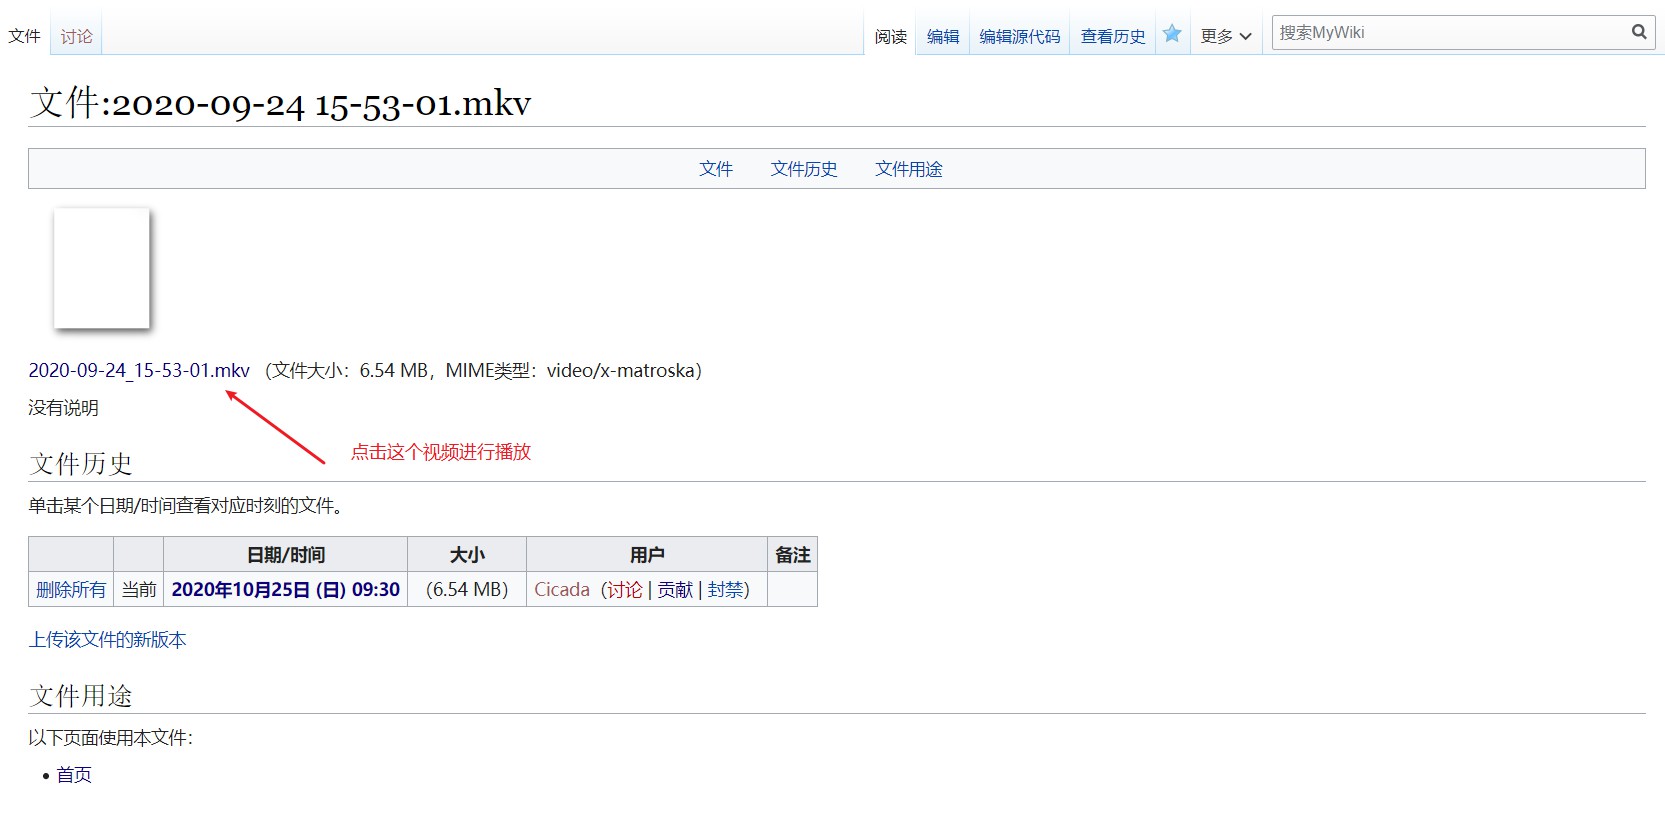 文件 讨论 阅读 编辑 编辑源代码 查看历史 更多 搜索MyWiki
文件:2020-09-24 15-53-01.mkv
文件 文件历史 文件用途
2020-09-24_15-53-01.mkv （文件大小：6.54 MB，MIME类型：video/x-matroska）
没有说明
点击这个视频进行播放
文件历史
单击某个日期/时间查看对应时刻的文件。
日期/时间 大小 用户 备注
删除所有 当前 2020年10月25日 (日) 09:30 （6.54 MB） Cicada （讨论 | 贡献 | 封禁）
上传该文件的新版本
文件用途
以下页面使用本文件：
• 首页